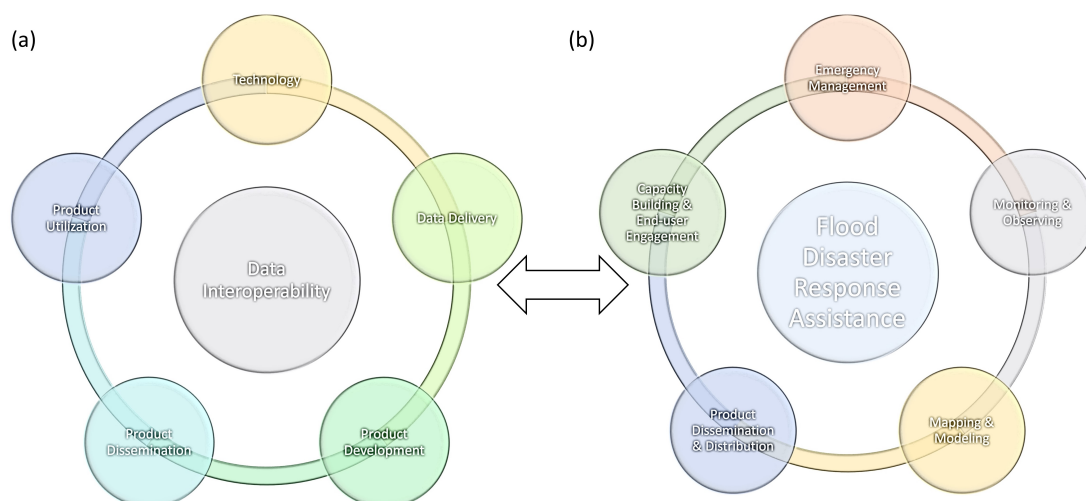 (a)
Technology
Data Delivery
Product
Development
Product
Dissemination
Product
Utilization
Data
Interoperability
(b)
Emergency
Management
Monitoring &
Observing
Mapping &
Modeling
Product
Dissemination
& Distribution
Capacity
Building &
End-user
Engagement
Flood
Disaster
Response
Assistance